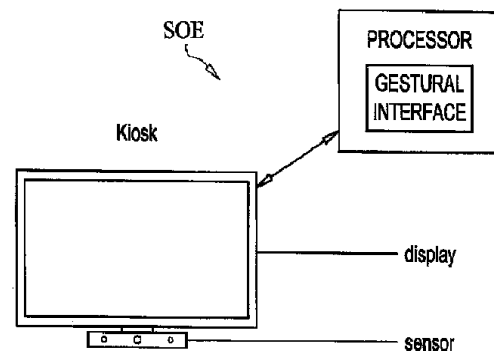 SOE
PROCESSOR
GESTURAL
INTERFACE
Kiosk
display
sensor